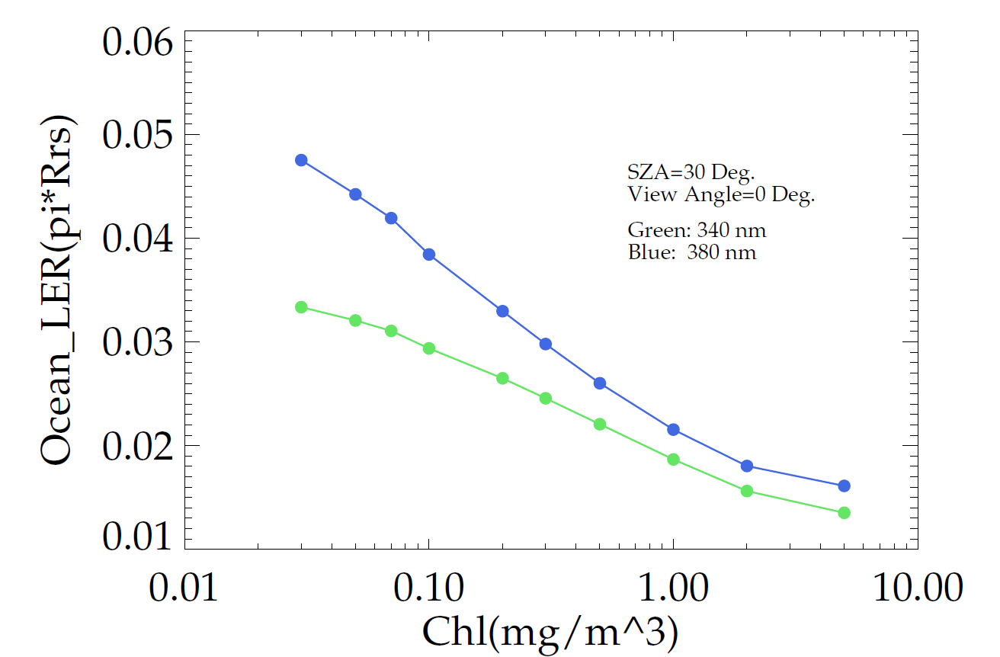 0.06
0.05
0.04
0.03
0.02
0.01
Ocean_LER(pi*Rrs)
SZA=30 Deg.
View Angle=0 Deg.
Green: 340 nm
Blue:  380 nm
0.01 0.10 1.00 10.00
Chl(mg/m^3)